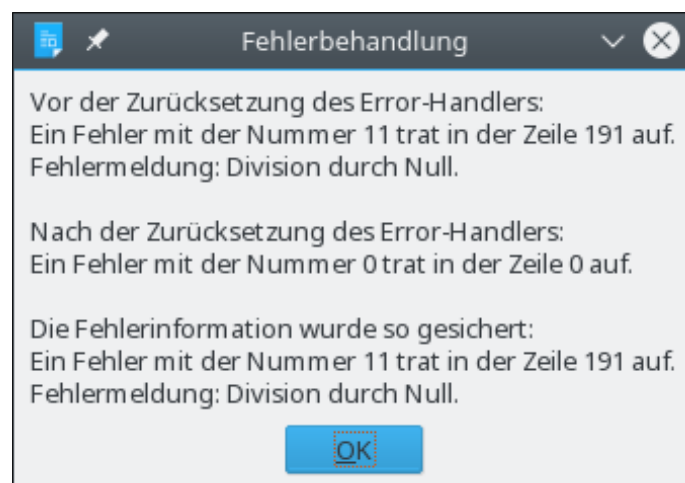 Fehlerbehandlung
Vor der Zurücksetzung des Error-Handlers:
Ein Fehler mit der Nummer 11 trat in der Zeile 191 auf.
Fehlermeldung: Division durch Null.
Nach der Zurücksetzung des Error-Handlers:
Ein Fehler mit der Nummer 0 trat in der Zeile 0 auf.
Die Fehlerinformation wurde so gesichert:
Ein Fehler mit der Nummer 11 trat in der Zeile 191 auf.
Fehlermeldung: Division durch Null.
OK